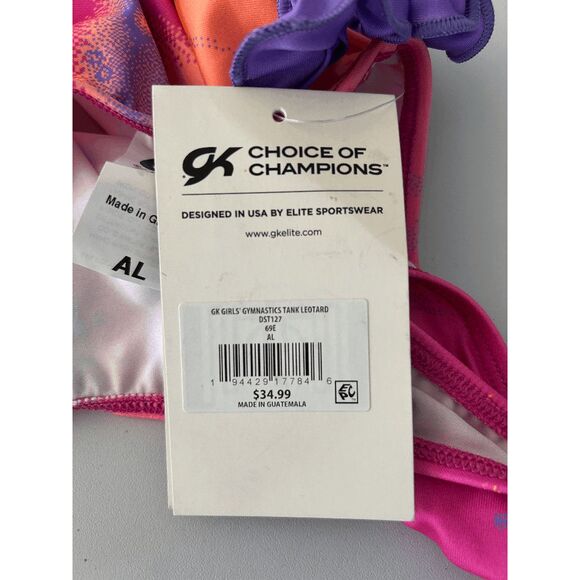 GK CHOICE OF
CHAMPIONS™
DESIGNED IN USA BY ELITE SPORTSWEAR
www.gkelite.com
GK GIRLS' GYMNASTICS TANK LEOTARD
DST127
69E
AL
1 94429 17784 6
$34.99
MADE IN GUATEMALA
Made in G
AL